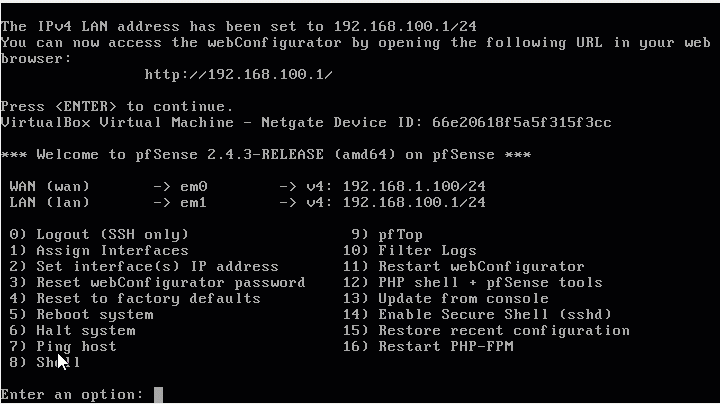 The IPv4 LAN address has been set to 192.168.100.1/24
You can now access the webConfigurator by opening the following URL in your web
browser:
http://192.168.100.1/
Press <ENTER> to continue.
VirtualBox Virtual Machine - Netgate Device ID: 66e20618f5a5f315f3cc
*** Welcome to pfSense 2.4.3-RELEASE (amd64) on pfSense ***
WAN (wan) -> em0 -> v4: 192.168.1.100/24
LAN (lan) -> em1 -> v4: 192.168.100.1/24
0) Logout (SSH only) 9) pfTop
1) Assign Interfaces 10) Filter Logs
2) Set interface(s) IP address 11) Restart webConfigurator
3) Reset webConfigurator password 12) PHP shell + pfSense tools
4) Reset to factory defaults 13) Update from console
5) Reboot system 14) Enable Secure Shell (sshd)
6) Halt system 15) Restore recent configuration
7) Ping host 16) Restart PHP-FPM
8) Shell
Enter an option: